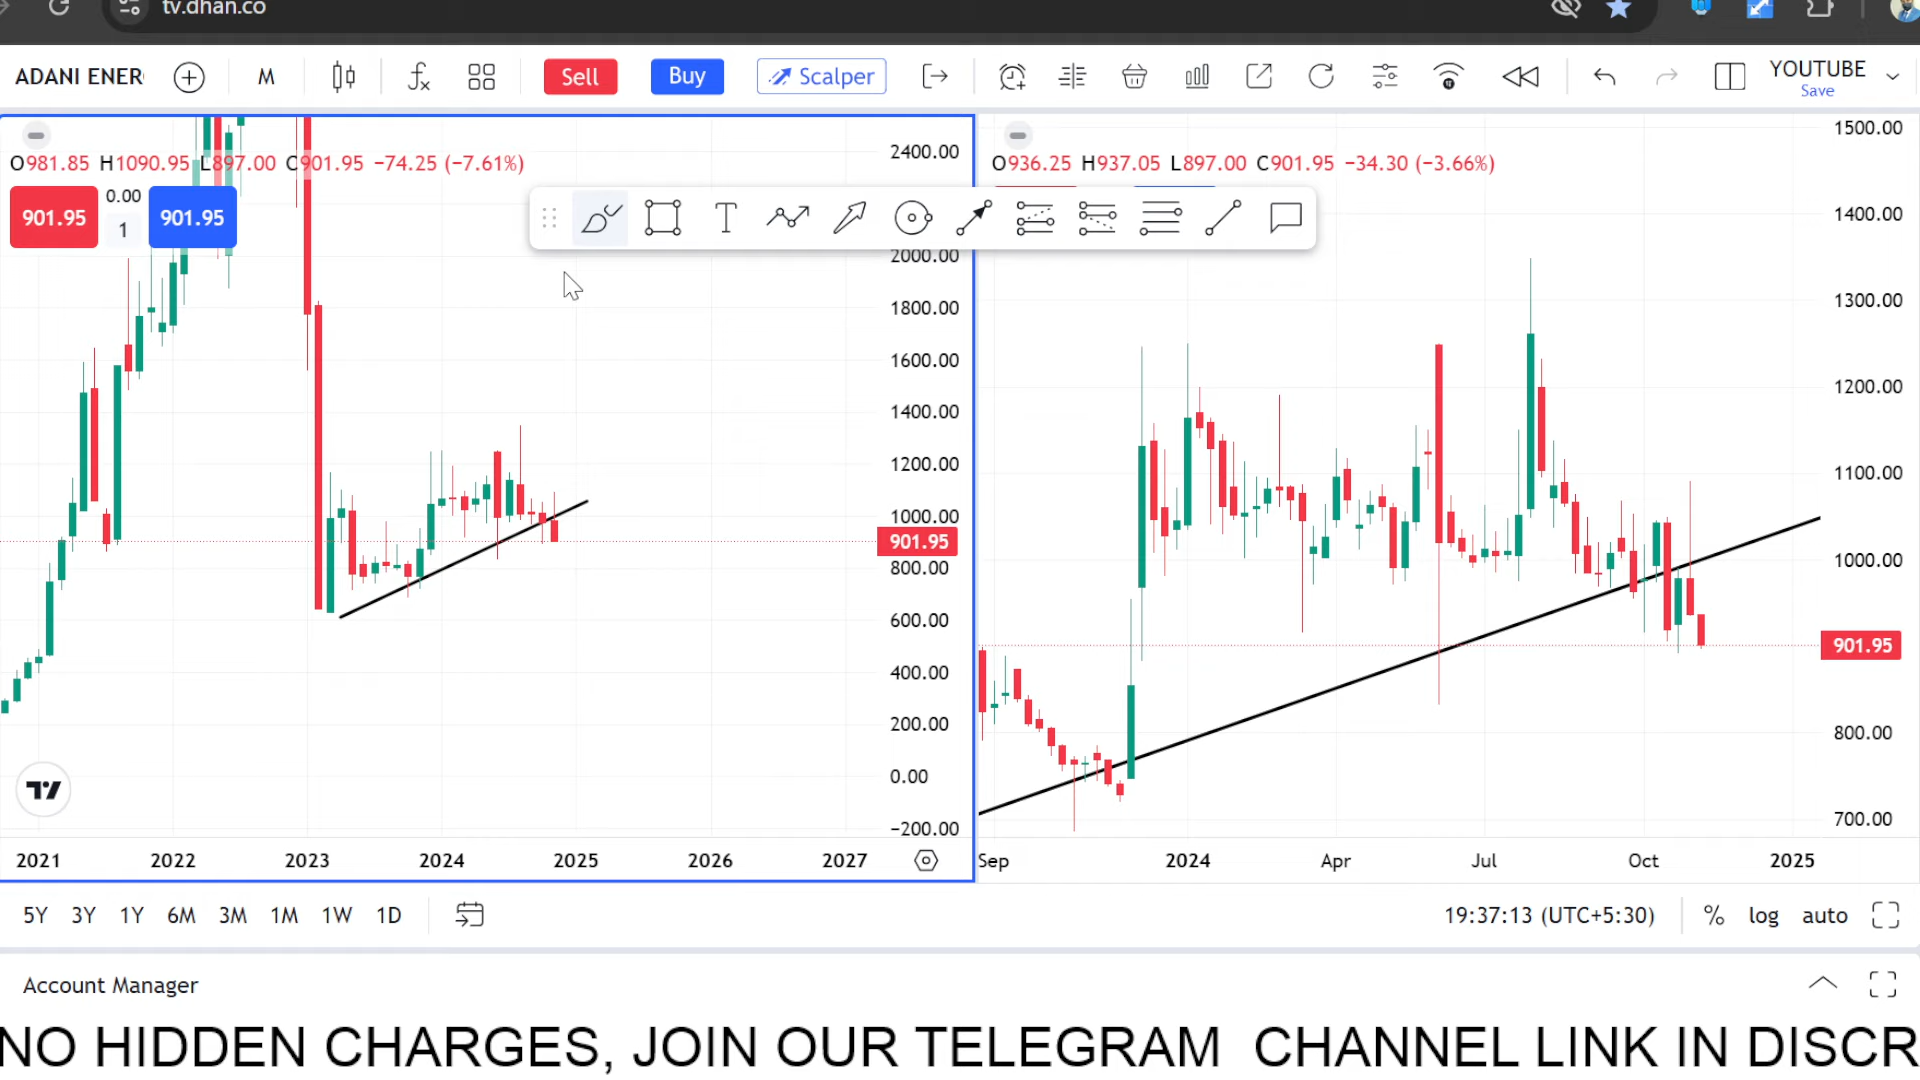 tv.dhan.co
ADANI ENER M Sell Buy Scalper YOUTUBE
Save
O981.85 H1090.95 L897.00 C901.95 −74.25 (−7.61%)
901.95 0.00 901.95
1
2400.00
2000.00
1800.00
1600.00
1400.00
1200.00
1000.00
901.95
800.00
600.00
400.00
200.00
0.00
−200.00
2021 2022 2023 2024 2025 2026 2027
O936.25 H937.05 L897.00 C901.95 −34.30 (−3.66%)
T
1500.00
1400.00
1300.00
1200.00
1100.00
1000.00
901.95
800.00
700.00
Sep 2024 Apr Jul Oct 2025
5Y 3Y 1Y 6M 3M 1M 1W 1D 19:37:13 (UTC+5:30) % log auto
Account Manager
NO HIDDEN CHARGES, JOIN OUR TELEGRAM CHANNEL LINK IN DISCR